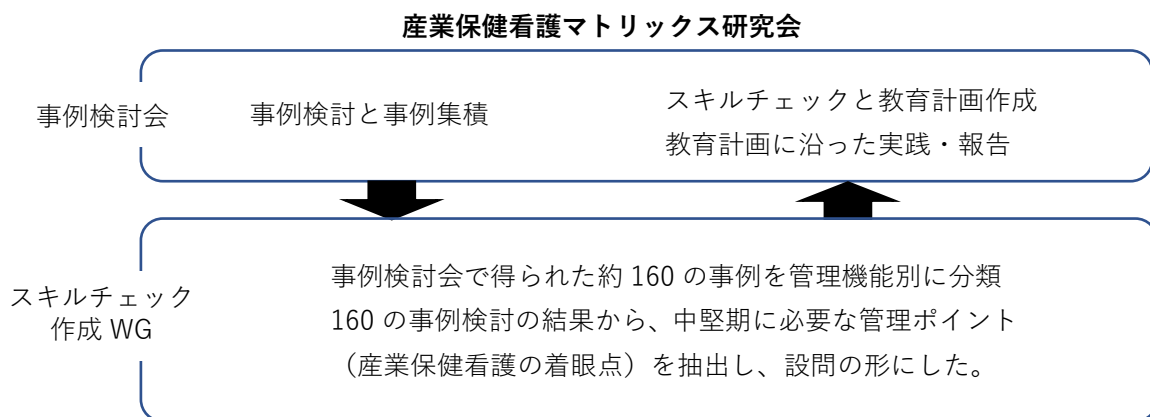 産業保健看護マトリックス研究会
事例検討会
事例検討と事例集積
スキルチェックと教育計画作成
教育計画に沿った実践・報告
スキルチェック
作成 WG
事例検討会で得られた約 160 の事例を管理機能別に分類
160 の事例検討の結果から、中堅期に必要な管理ポイント
（産業保健看護の着眼点）を抽出し、設問の形にした。